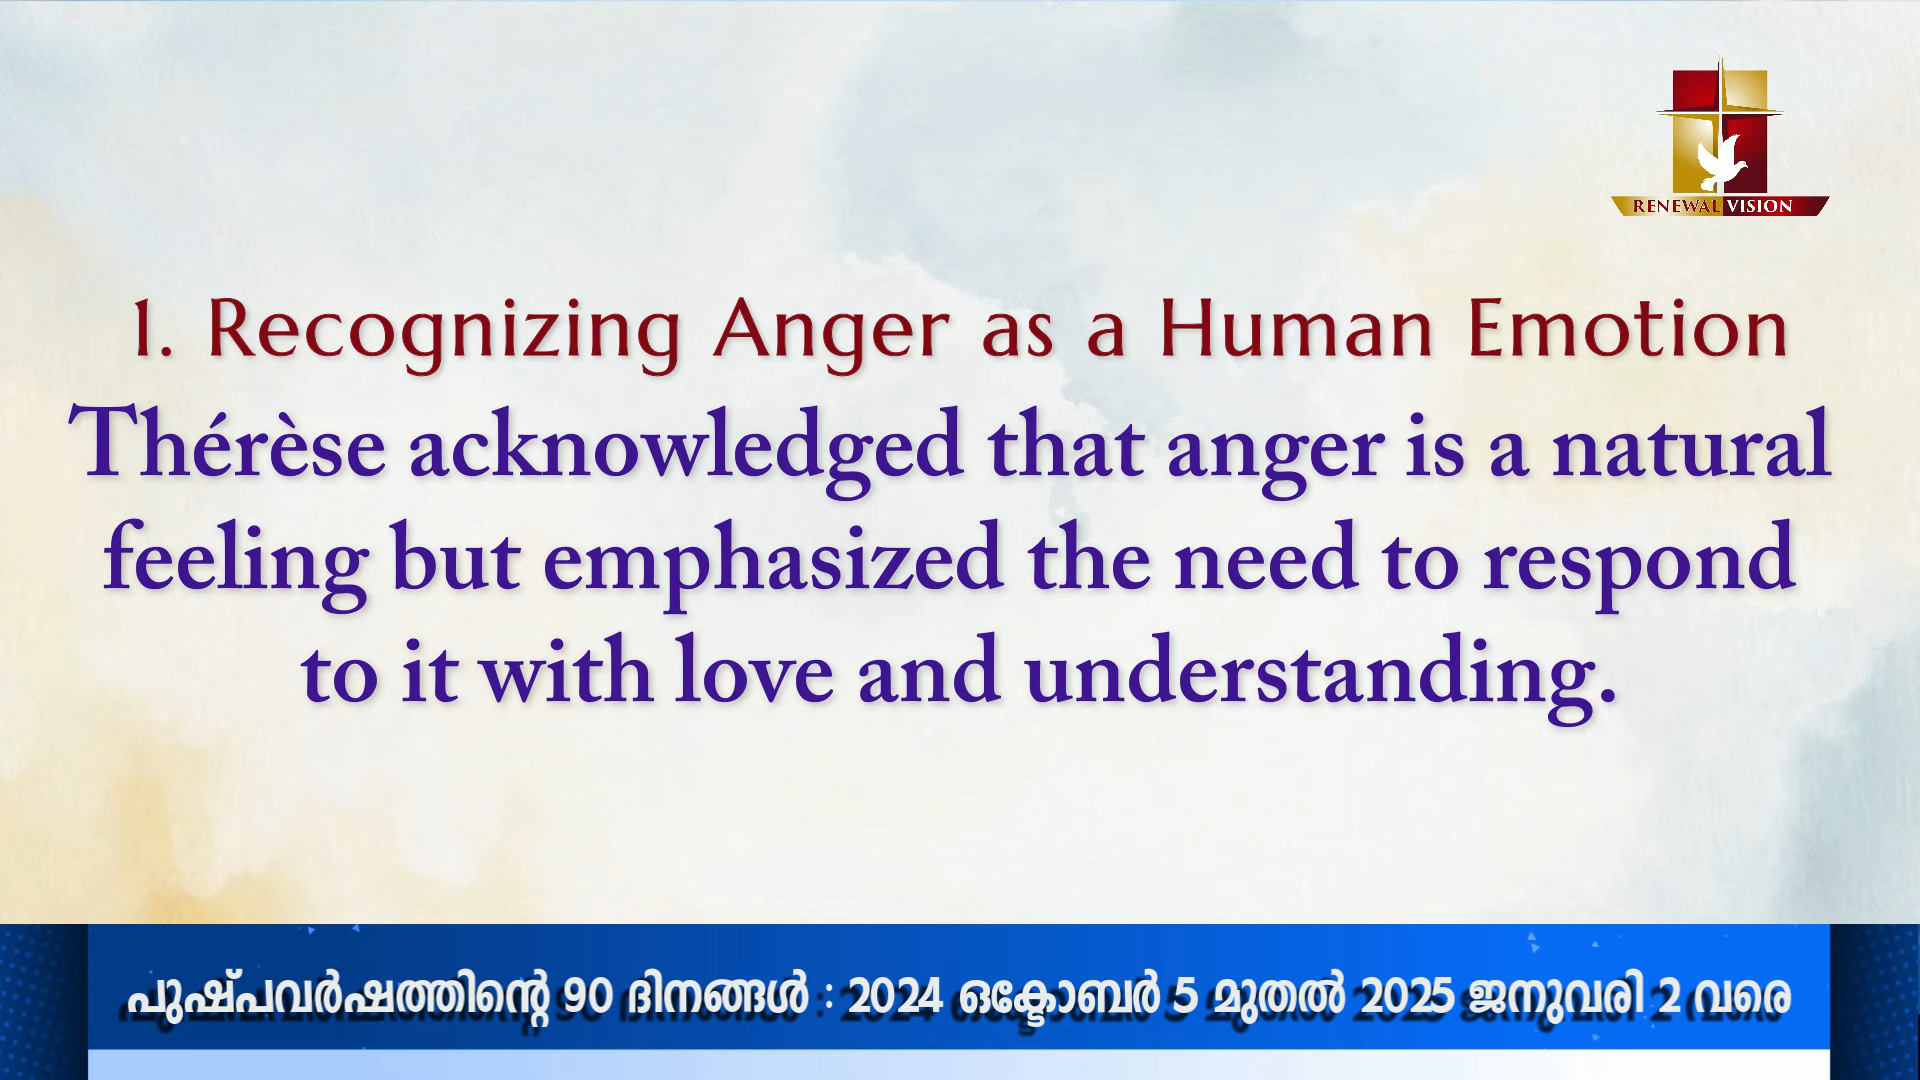 RENEWAL VISION
1. Recognizing Anger as a Human Emotion
Thérèse acknowledged that anger is a natural
feeling but emphasized the need to respond
to it with love and understanding.
പുഷ്പവർഷത്തിന്റെ 90 ദിനങ്ങൾ : 2024 ഒക്ടോബർ 5 മുതൽ 2025 ജനുവരി 2 വരെ